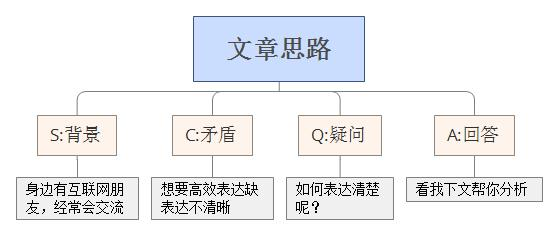 文章思路
S:背景
C:矛盾
Q:疑问
A:回答
身边有互联网朋
友，经常会交流
想要高效表达缺
表达不清晰
如何表达清楚
呢？
看我下文帮你分析